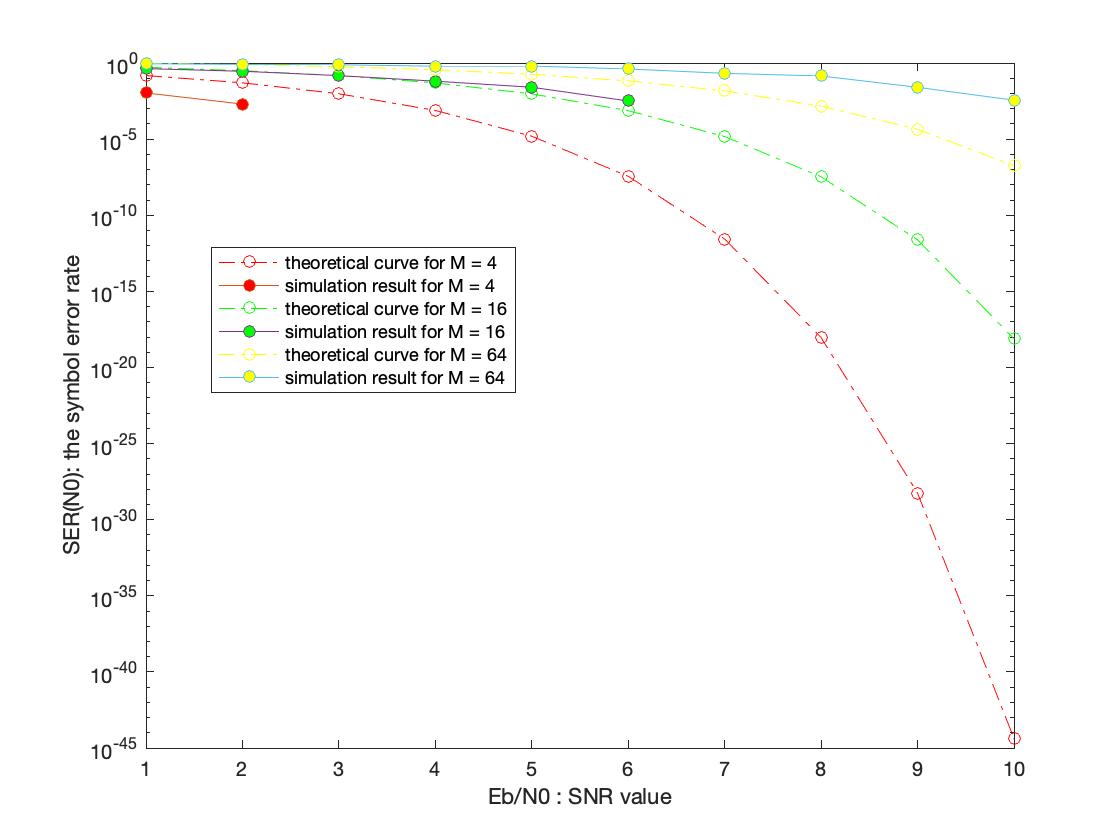 10^0
10^-5
10^-10
10^-15
10^-20
10^-25
10^-30
10^-35
10^-40
10^-45
SER(N0): the symbol error rate
theoretical curve for M = 4
simulation result for M = 4
theoretical curve for M = 16
simulation result for M = 16
theoretical curve for M = 64
simulation result for M = 64
1 2 3 4 5 6 7 8 9 10
Eb/N0 : SNR value